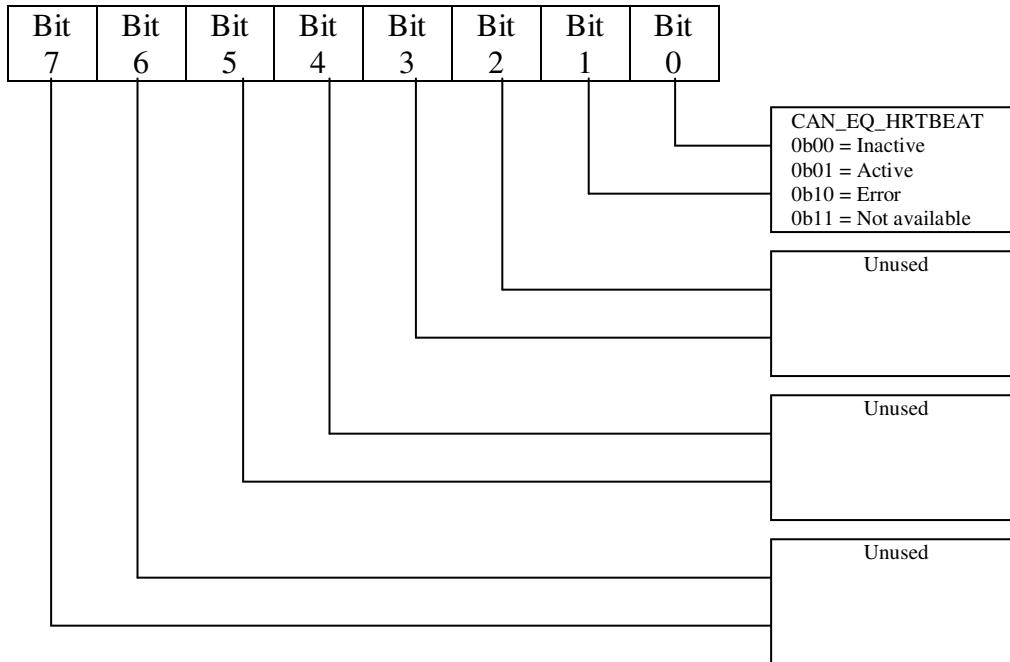 Bit Bit Bit Bit Bit Bit Bit Bit
7 6 5 4 3 2 1 0
CAN_EQ_HRTBEAT
0b00 = Inactive
0b01 = Active
0b10 = Error
0b11 = Not available
Unused
Unused
Unused